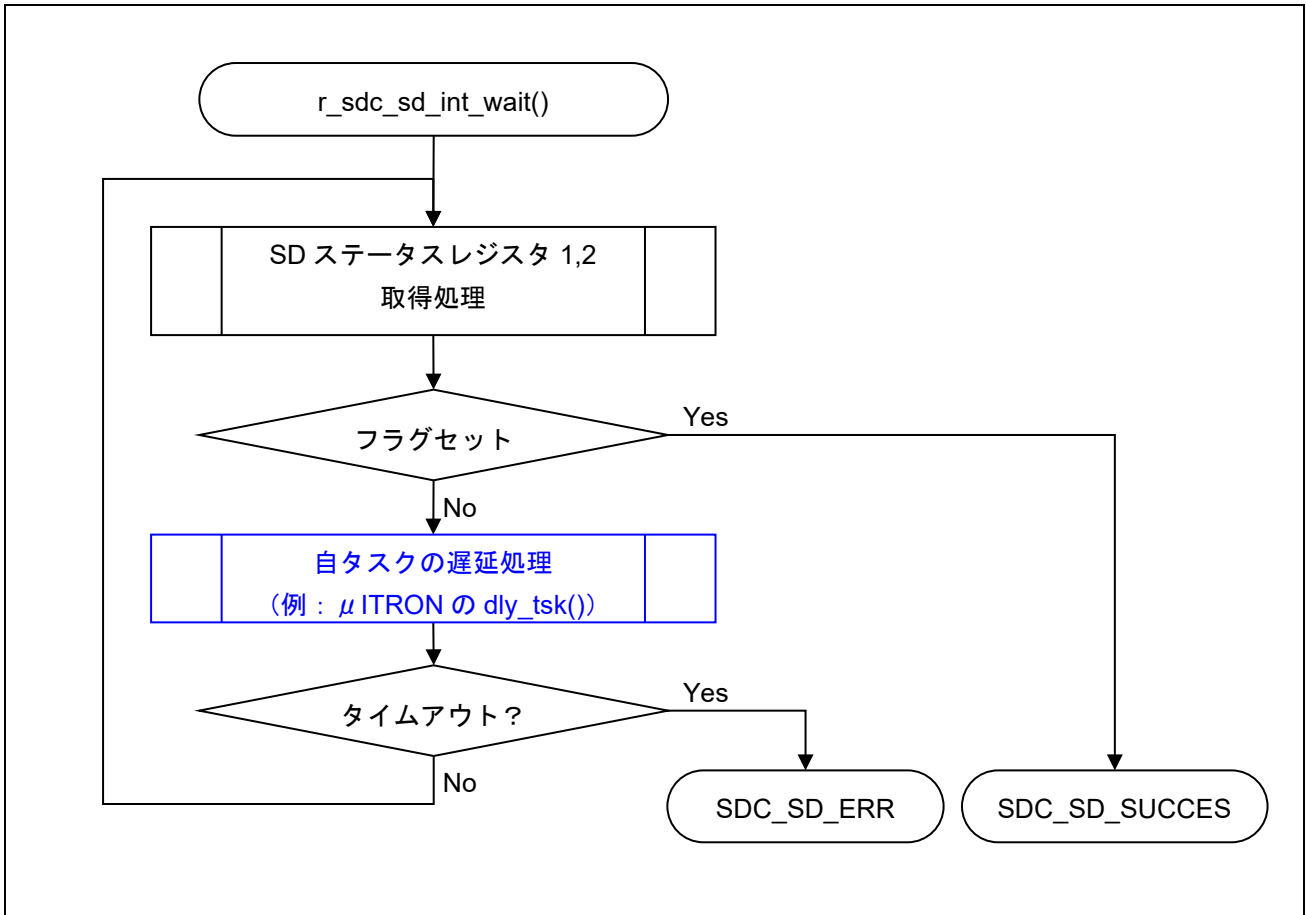 r_sdc_sd_int_wait()
SD ステータスレジスタ 1,2
取得処理
フラグセット
Yes
No
自タスクの遅延処理
（例：μITRON の dly_tsk()）
タイムアウト？
Yes
No
SDC_SD_ERR
SDC_SD_SUCCES